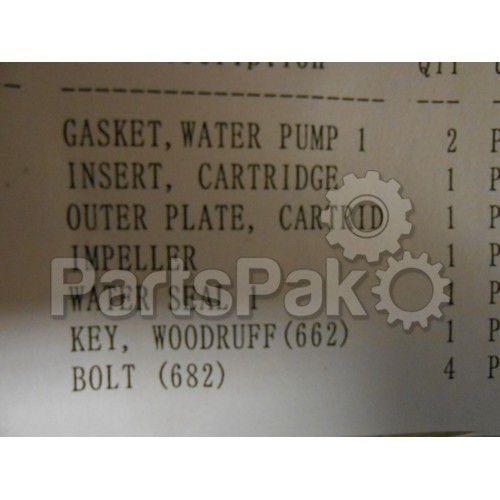 Description QTY U
GASKET, WATER PUMP 1 2 P
INSERT, CARTRIDGE 1 P
OUTER PLATE, CARTRID 1 P
IMPELLER 1 P
WATER SEAL 1 1 P
KEY, WOODRUFF(662) 1 P
BOLT (682) 4 P
PartsPak